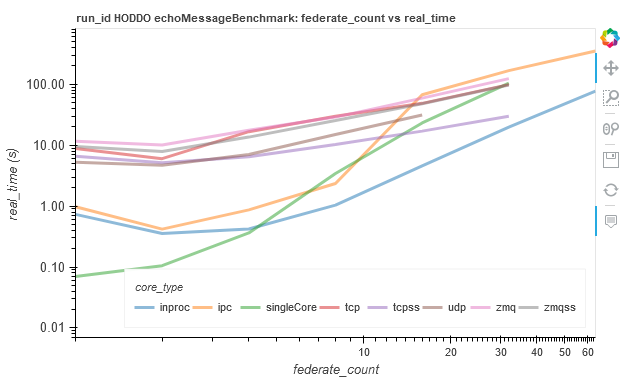 run_id HODDO echoMessageBenchmark: federate_count vs real_time
100.00
10.00
1.00
0.10
0.01
real_time (s)
core_type
inproc ipc singleCore tcp tcpss udp zmq zmqss
10 20 30 40 50 60
federate_count